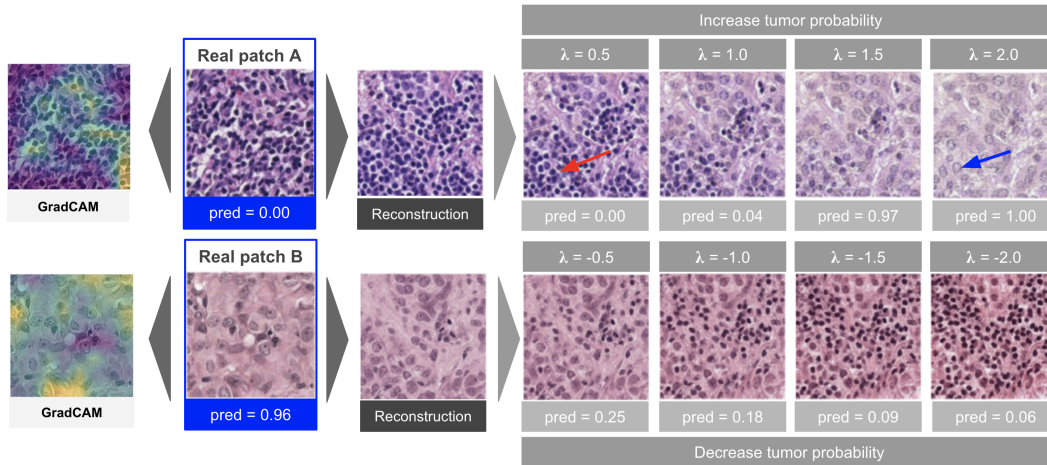 Increase tumor probability
Real patch A
λ = 0.5
λ = 1.0
λ = 1.5
λ = 2.0
GradCAM
pred = 0.00
Reconstruction
pred = 0.00
pred = 0.04
pred = 0.97
pred = 1.00
Real patch B
λ = -0.5
λ = -1.0
λ = -1.5
λ = -2.0
GradCAM
pred = 0.96
Reconstruction
pred = 0.25
pred = 0.18
pred = 0.09
pred = 0.06
Decrease tumor probability